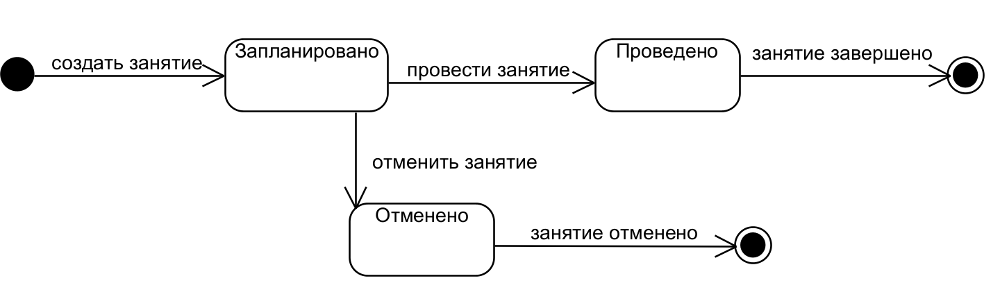 создать занятие
Запланировано
провести занятие
Проведено
занятие завершено
отменить занятие
Отменено
занятие отменено